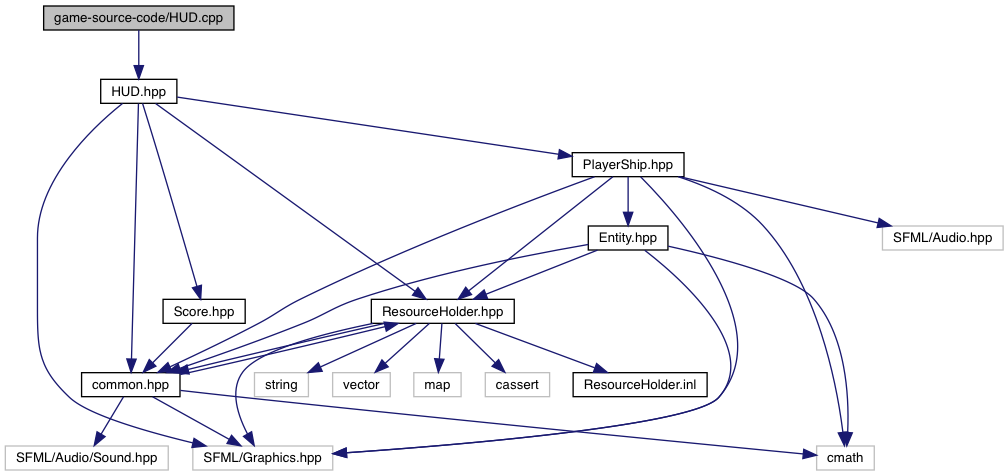 game-source-code/HUD.cpp
HUD.hpp
PlayerShip.hpp
Entity.hpp
SFML/Audio.hpp
Score.hpp
ResourceHolder.hpp
common.hpp
string
vector
map
cassert
ResourceHolder.inl
SFML/Audio/Sound.hpp
SFML/Graphics.hpp
cmath